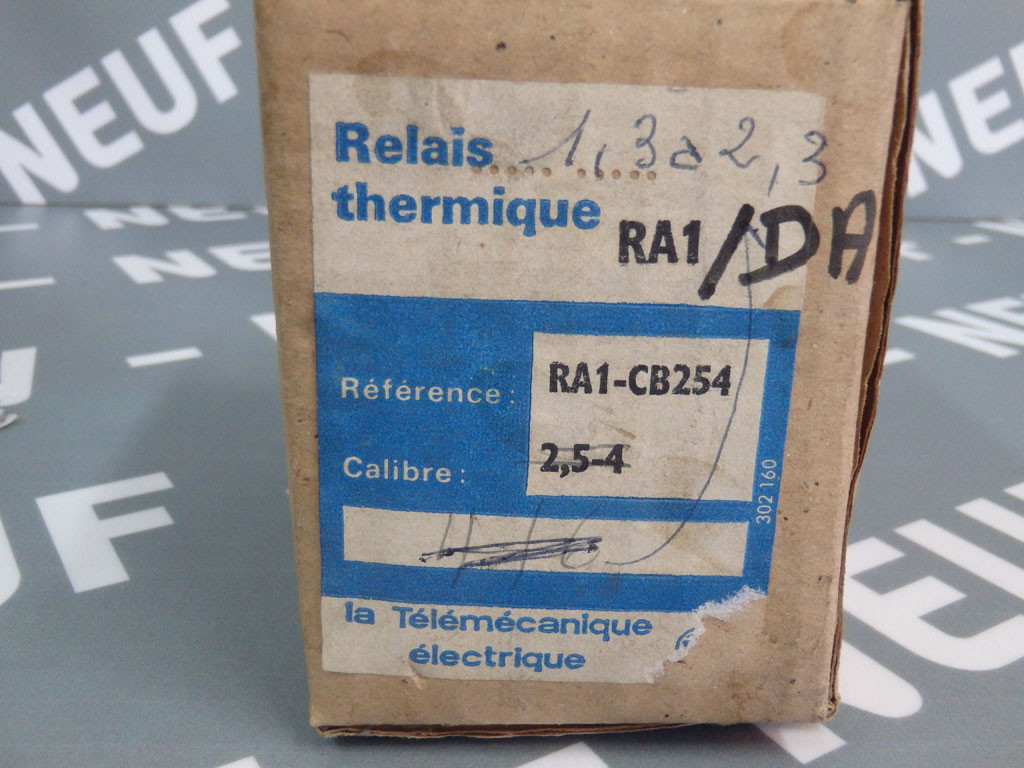 NEUF
Relais 1,3 à 2,3
thermique RA1/DA
Référence : RA1-CB254
Calibre : 2,5-4
302 160
la Télémécanique
électrique
NEUF